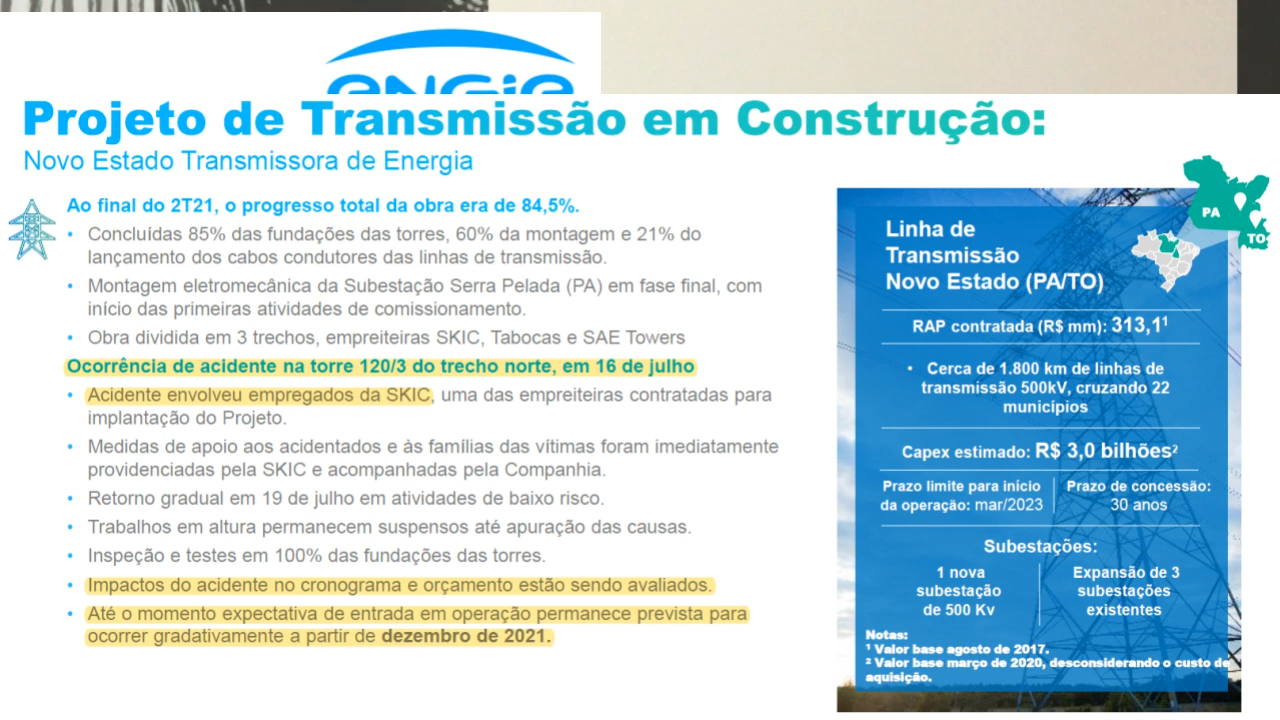 ENGIE
Projeto de Transmissão em Construção:
Novo Estado Transmissora de Energia
Ao final do 2T21, o progresso total da obra era de 84,5%.
• Concluídas 85% das fundações das torres, 60% da montagem e 21% do
lançamento dos cabos condutores das linhas de transmissão.
• Montagem eletromecânica da Subestação Serra Pelada (PA) em fase final, com
início das primeiras atividades de comissionamento.
• Obra dividida em 3 trechos, empreiteiras SKIC, Tabocas e SAE Towers
Ocorrência de acidente na torre 120/3 do trecho norte, em 16 de julho
• Acidente envolveu empregados da SKIC, uma das empreiteiras contratadas para
implantação do Projeto.
• Medidas de apoio aos acidentados e às famílias das vítimas foram imediatamente
providenciadas pela SKIC e acompanhadas pela Companhia.
• Retorno gradual em 19 de julho em atividades de baixo risco.
• Trabalhos em altura permanecem suspensos até apuração das causas.
• Inspeção e testes em 100% das fundações das torres.
• Impactos do acidente no cronograma e orçamento estão sendo avaliados.
• Até o momento expectativa de entrada em operação permanece prevista para
ocorrer gradativamente a partir de dezembro de 2021.
PA
TO
Linha de
Transmissão
Novo Estado (PA/TO)
RAP contratada (R$ mm): 313,1¹
• Cerca de 1.800 km de linhas de
transmissão 500kV, cruzando 22
municípios
Capex estimado: R$ 3,0 bilhões²
Prazo limite para início
da operação: mar/2023
Prazo de concessão:
30 anos
Subestações:
1 nova
subestação
de 500 Kv
Expansão de 3
subestações
existentes
Notas:
¹ Valor base agosto de 2017.
² Valor base março de 2020, desconsiderando o custo de
aquisição.